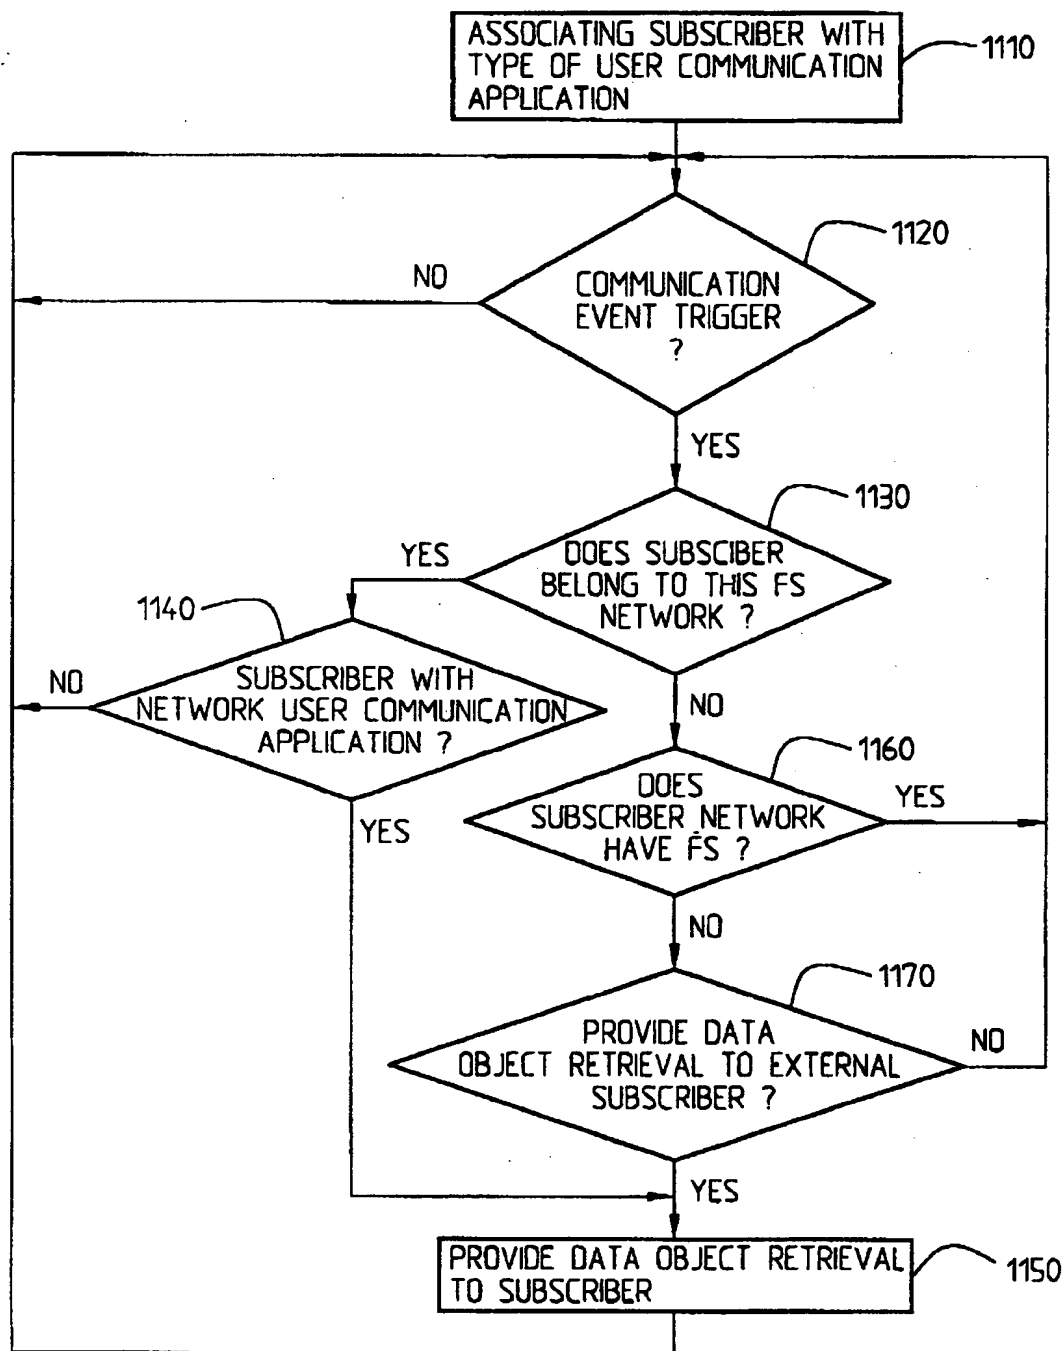 ASSOCIATING SUBSCRIBER WITH
TYPE OF USER COMMUNICATION
APPLICATION
1110
1120
NO
COMMUNICATION
EVENT TRIGGER
?
YES
1130
YES
DOES SUBSCIBER
BELONG TO THIS FS
NETWORK ?
1140
NO
SUBSCRIBER WITH
NETWORK USER COMMUNICATION
APPLICATION ?
NO
1160
YES
DOES
SUBSCRIBER NETWORK
HAVE FS ?
YES
NO
1170
PROVIDE DATA
OBJECT RETRIEVAL TO EXTERNAL
SUBSCRIBER ?
NO
YES
PROVIDE DATA OBJECT RETRIEVAL
TO SUBSCRIBER
1150